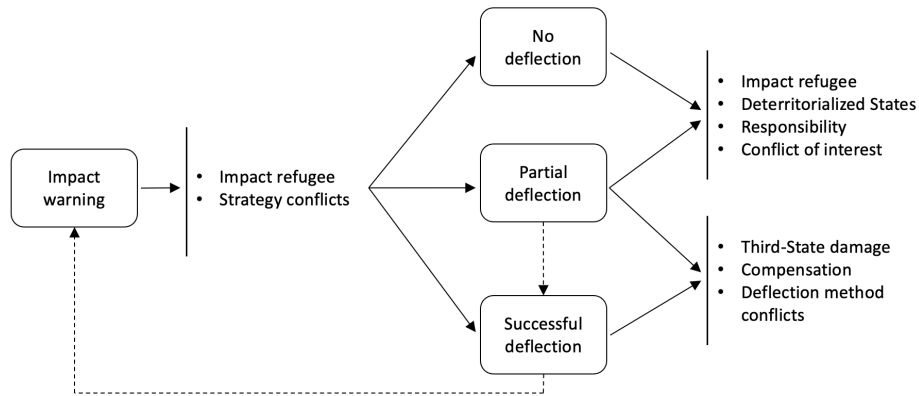 Impact
warning
• Impact refugee
• Strategy conflicts
No
deflection
Partial
deflection
Successful
deflection
• Impact refugee
• Deterritorialized States
• Responsibility
• Conflict of interest
• Third-State damage
• Compensation
• Deflection method
conflicts